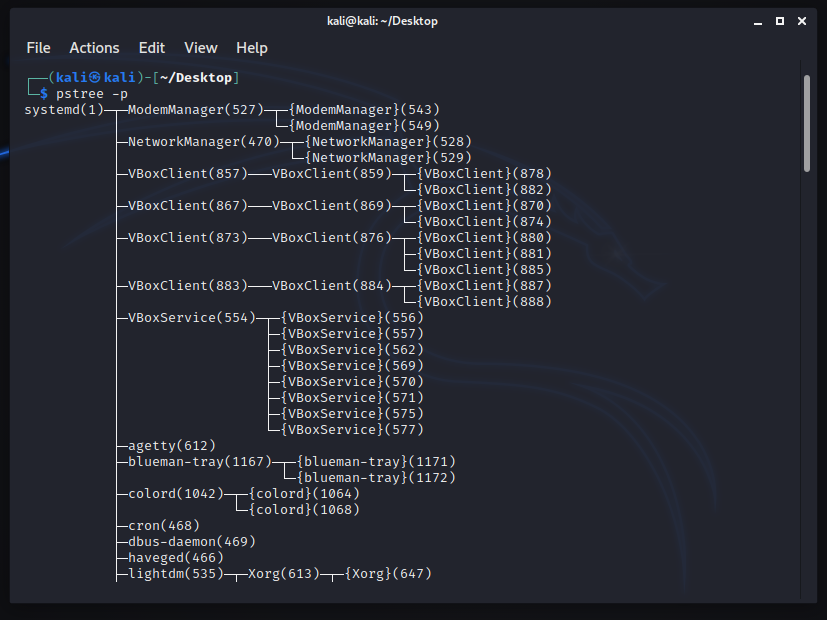 kali@kali: ~/Desktop
File Actions Edit View Help
┌──(kali㉿kali)-[~/Desktop]
└─$ pstree -p
systemd(1)─┬─ModemManager(527)─┬─{ModemManager}(543)
           │                   └─{ModemManager}(549)
           ├─NetworkManager(470)─┬─{NetworkManager}(528)
           │                     └─{NetworkManager}(529)
           ├─VBoxClient(857)───VBoxClient(859)─┬─{VBoxClient}(878)
           │                                   └─{VBoxClient}(882)
           ├─VBoxClient(867)───VBoxClient(869)─┬─{VBoxClient}(870)
           │                                   └─{VBoxClient}(874)
           ├─VBoxClient(873)───VBoxClient(876)─┬─{VBoxClient}(880)
           │                                   ├─{VBoxClient}(881)
           │                                   └─{VBoxClient}(885)
           ├─VBoxClient(883)───VBoxClient(884)─┬─{VBoxClient}(887)
           │                                   └─{VBoxClient}(888)
           ├─VBoxService(554)─┬─{VBoxService}(556)
           │                  ├─{VBoxService}(557)
           │                  ├─{VBoxService}(562)
           │                  ├─{VBoxService}(569)
           │                  ├─{VBoxService}(570)
           │                  ├─{VBoxService}(571)
           │                  ├─{VBoxService}(575)
           │                  └─{VBoxService}(577)
           ├─agetty(612)
           ├─blueman-tray(1167)─┬─{blueman-tray}(1171)
           │                    └─{blueman-tray}(1172)
           ├─colord(1042)─┬─{colord}(1064)
           │              └─{colord}(1068)
           ├─cron(468)
           ├─dbus-daemon(469)
           ├─haveged(466)
           ├─lightdm(535)─┬─Xorg(613)─┬─{Xorg}(647)